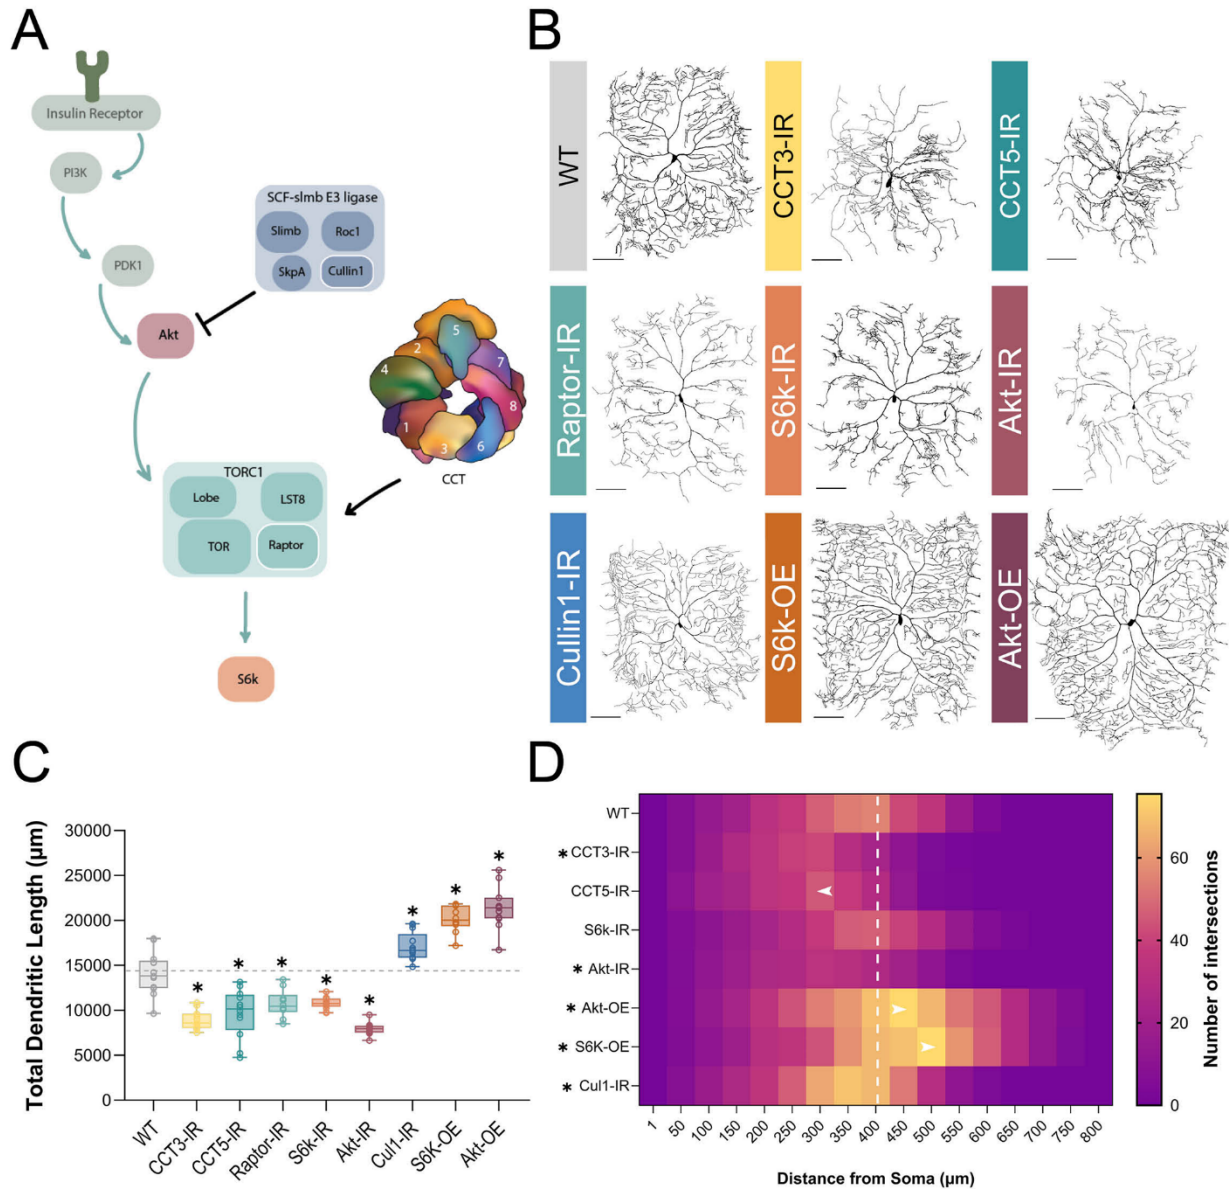 A
Insulin Receptor
PI3K
PDK1
Akt
SCF-slmb E3 ligase
Slimb
Roc1
SkpA
Cullin1
5
2
7
4
8
1
3
6
CCT
TORC1
Lobe
LST8
TOR
Raptor
S6k
B
WT
CCT3-IR
CCT5-IR
Raptor-IR
S6k-IR
Akt-IR
Cullin1-IR
S6k-OE
Akt-OE
C
Total Dendritic Length (µm)
30000
25000
20000
15000
10000
5000
0
* * * * * * * *
WT
CCT3-IR
CCT5-IR
Raptor-IR
S6k-IR
Akt-IR
Cul1-IR
S6K-OE
Akt-OE
D
WT
* CCT3-IR
CCT5-IR
S6k-IR
* Akt-IR
* Akt-OE
* S6K-OE
* Cul1-IR
1 50 100 150 200 250 300 350 400 450 500 550 600 650 700 750 800
Distance from Soma (µm)
60
40
20
0
Number of intersections